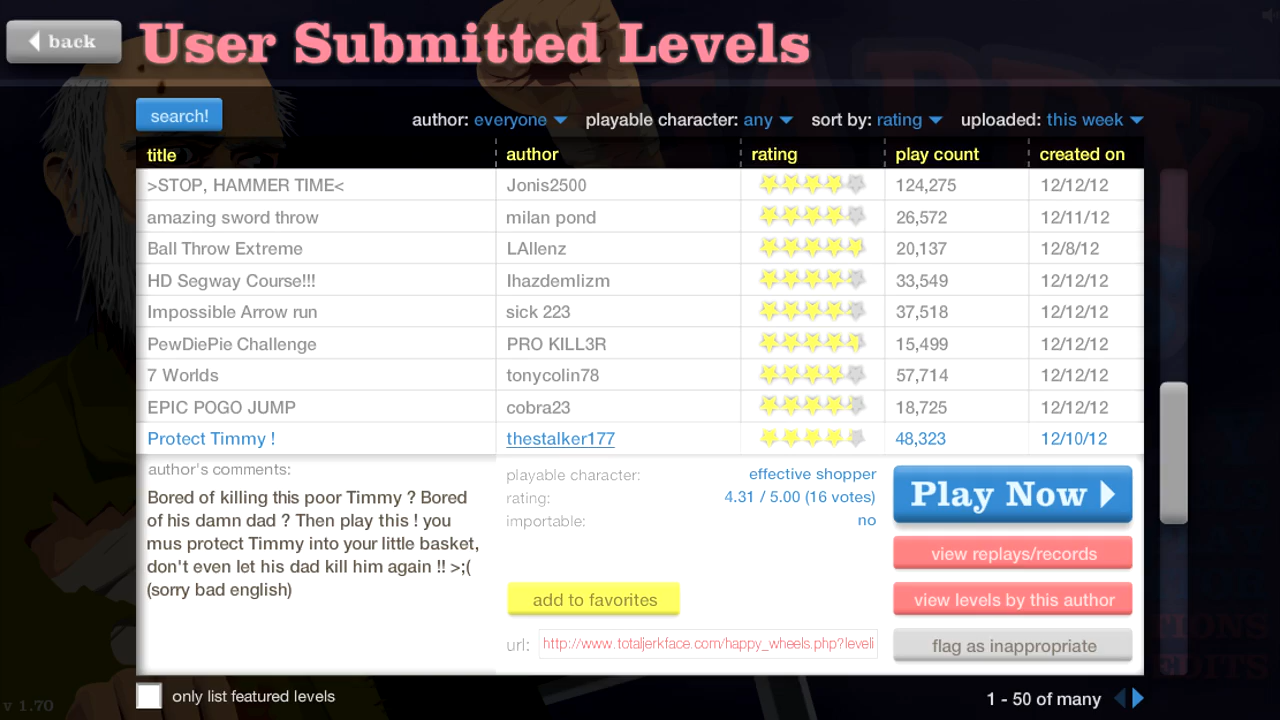 back
User Submitted Levels
search!
author: everyone playable character: any sort by: rating uploaded: this week
title author rating play count created on
>STOP, HAMMER TIME< Jonis2500 124,275 12/12/12
amazing sword throw milan pond 26,572 12/11/12
Ball Throw Extreme LAllenz 20,137 12/8/12
HD Segway Course!!! Ihazdemlizm 33,549 12/12/12
Impossible Arrow run sick 223 37,518 12/12/12
PewDiePie Challenge PRO KILL3R 15,499 12/12/12
7 Worlds tonycolin78 57,714 12/12/12
EPIC POGO JUMP cobra23 18,725 12/12/12
Protect Timmy ! thestalker177 48,323 12/10/12
author's comments:
Bored of killing this poor Timmy ? Bored
of his damn dad ? Then play this ! you
mus protect Timmy into your little basket,
don't even let his dad kill him again !! >;(
(sorry bad english)
playable character: effective shopper
rating: 4.31 / 5.00 (16 votes)
importable: no
add to favorites
url: http://www.totaljerkface.com/happy_wheels.php?leveli
Play Now
view replays/records
view levels by this author
flag as inappropriate
only list featured levels
1 - 50 of many
v 1.70